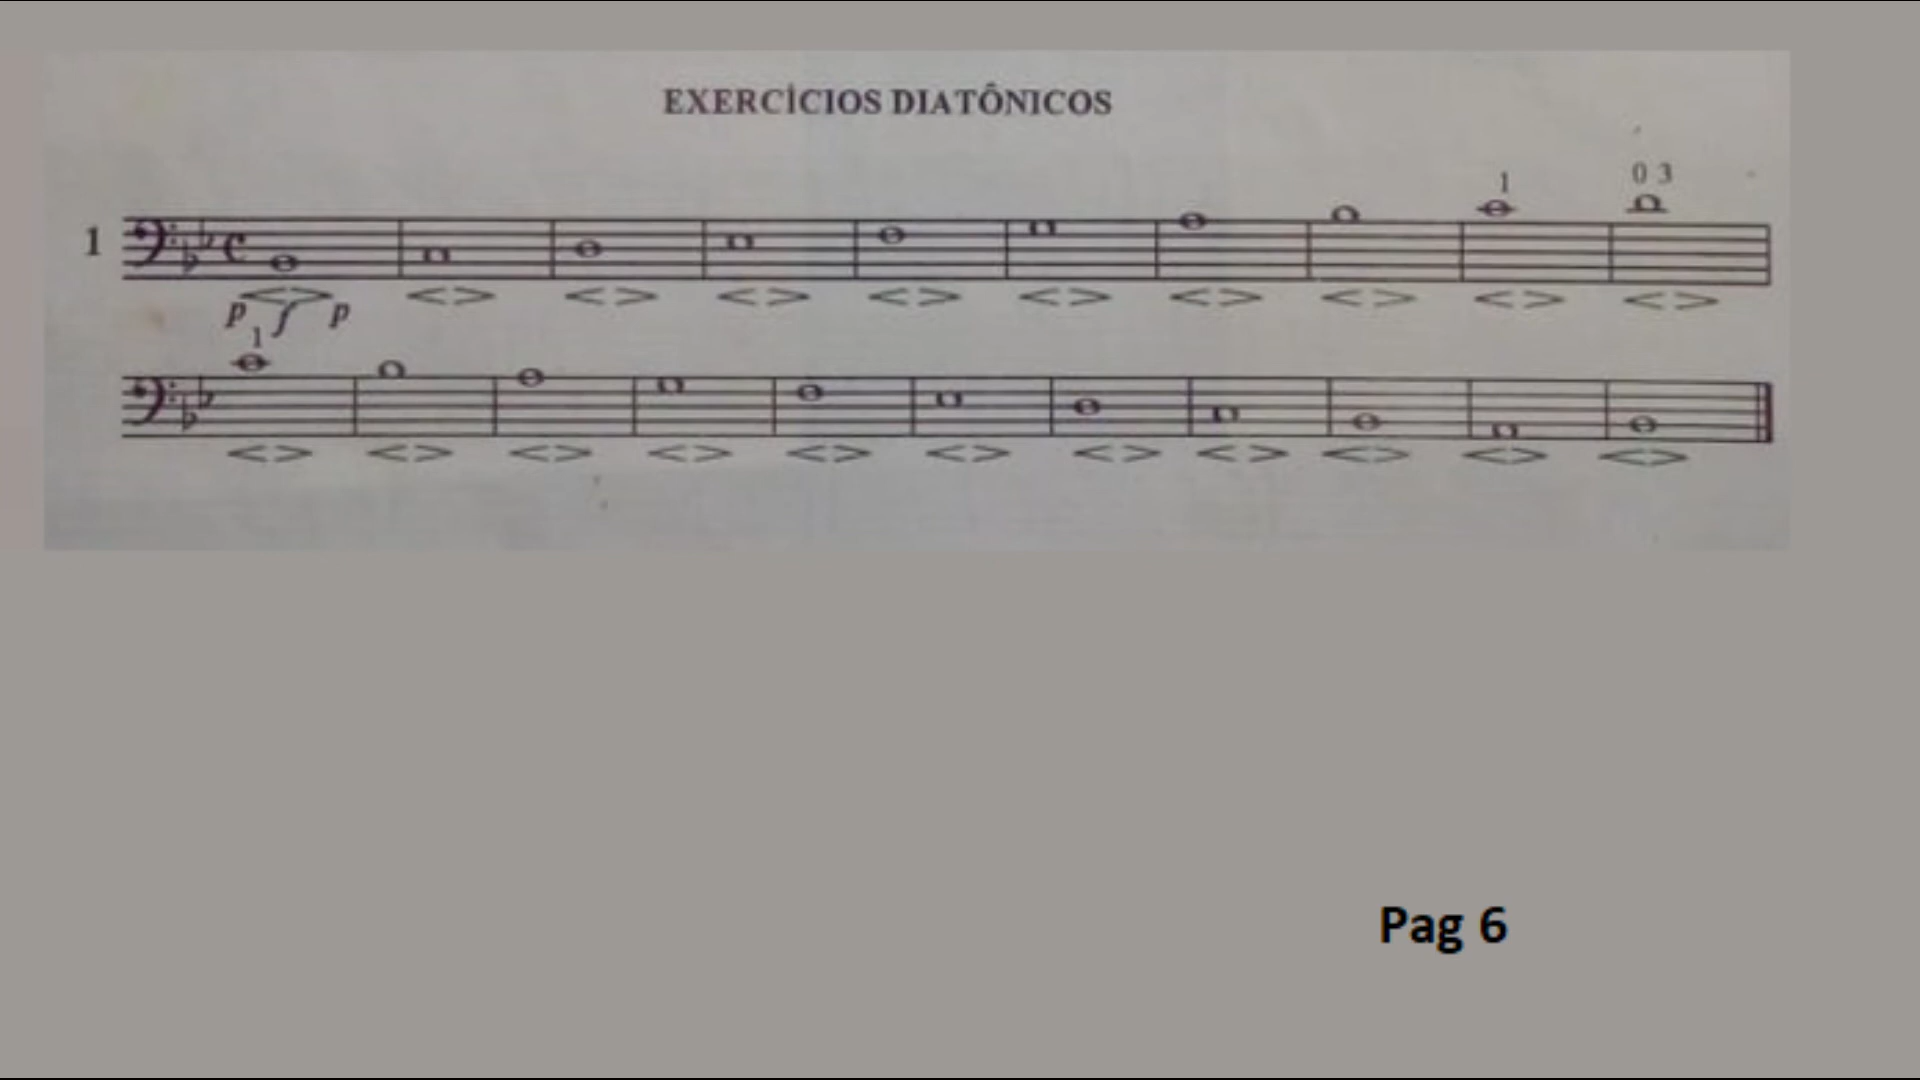 EXERCÍCIOS DIATÔNICOS
1 0 3
1
p f p
1
Pag 6